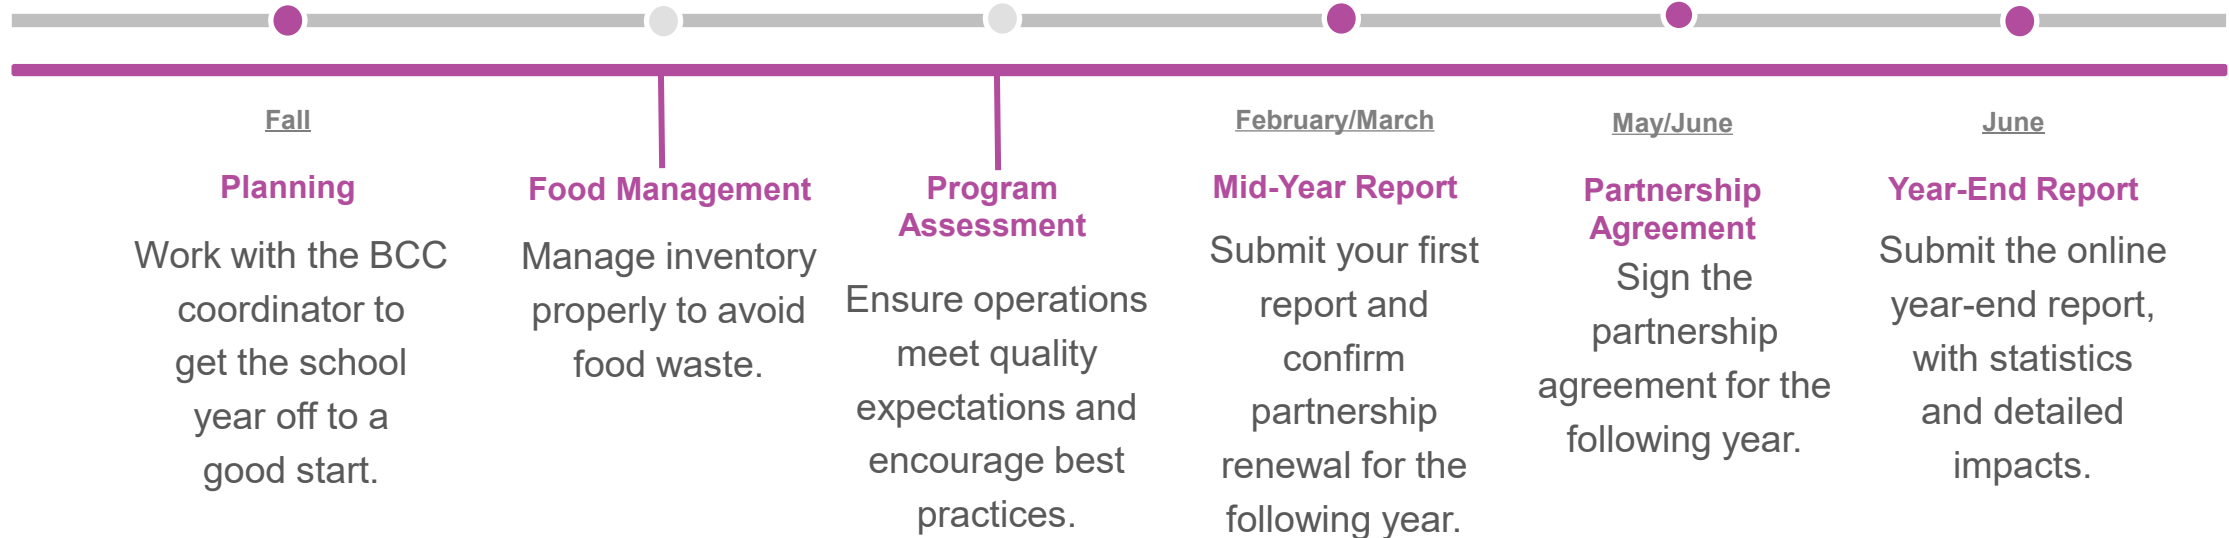 Fall
Planning
Work with the BCC
coordinator to
get the school
year off to a
good start.
Food Management
Manage inventory
properly to avoid
food waste.
Program
Assessment
Ensure operations
meet quality
expectations and
encourage best
practices.
February/March
Mid-Year Report
Submit your first
report and
confirm
partnership
renewal for the
following year.
May/June
Partnership
Agreement
Sign the
partnership
agreement for the
following year.
June
Year-End Report
Submit the online
year-end report,
with statistics
and detailed
impacts.